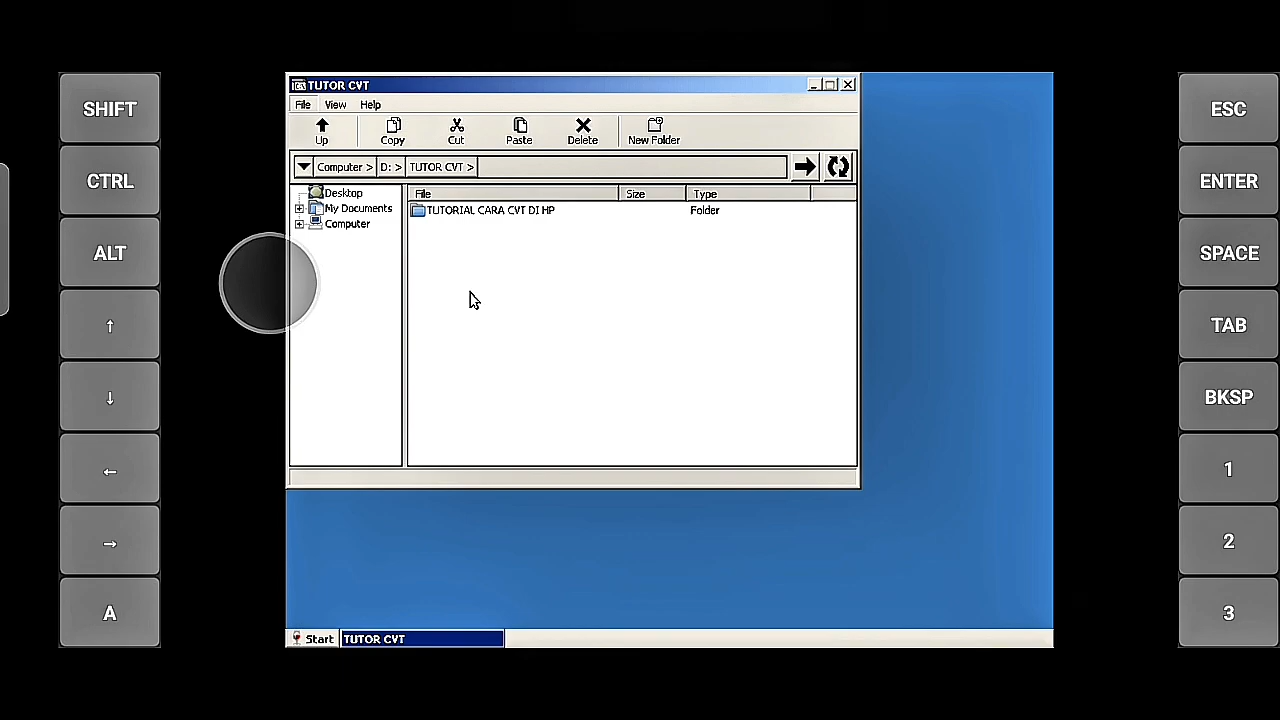 SHIFT
CTRL
ALT
↑
↓
←
→
A
TUTOR CVT
File View Help
Up Copy Cut Paste Delete New Folder
Computer > D: > TUTOR CVT >
Desktop
My Documents
Computer
File Size Type
TUTORIAL CARA CVT DI HP Folder
Start TUTOR CVT
ESC
ENTER
SPACE
TAB
BKSP
1
2
3